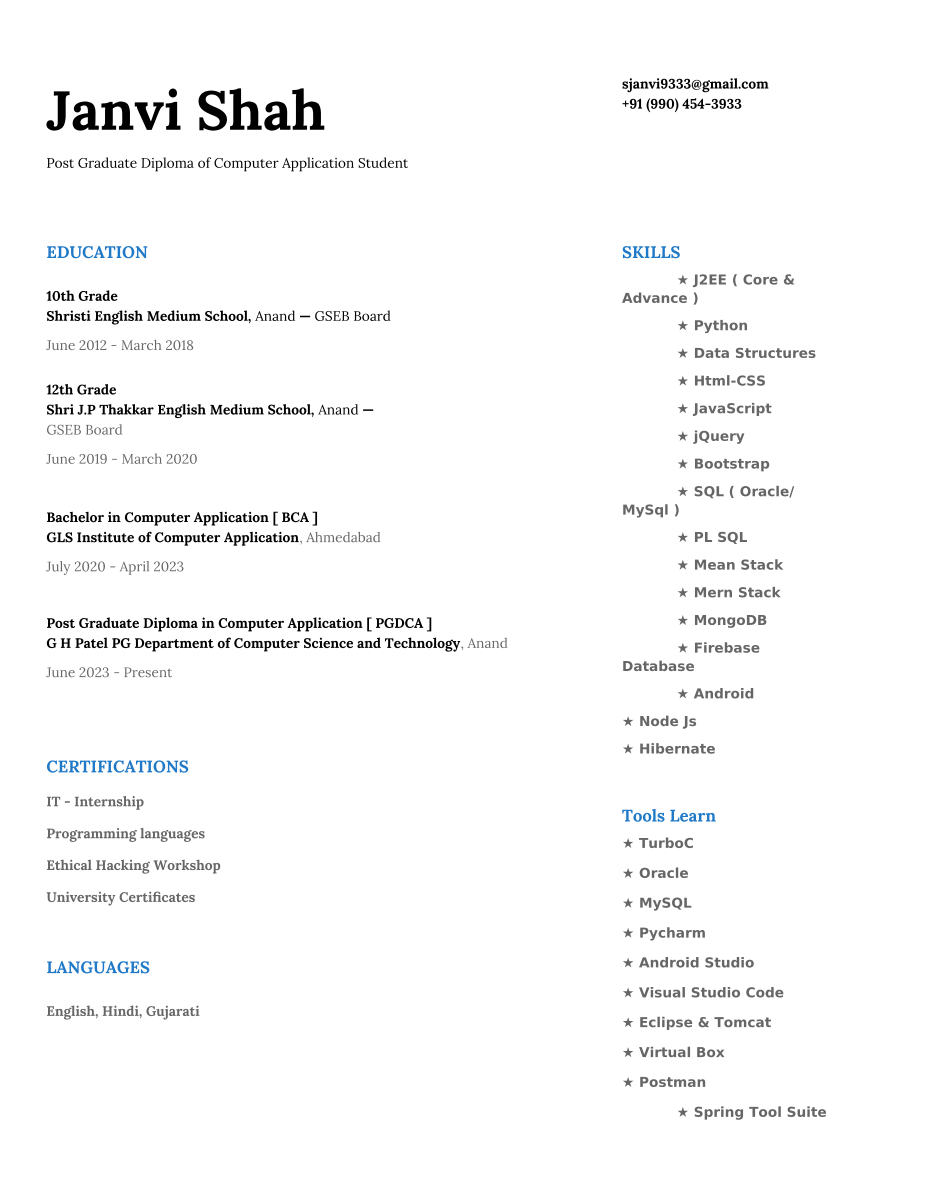 Janvi Shah
Post Graduate Diploma of Computer Application Student
sjanvi9333@gmail.com
+91 (990) 454-3933
EDUCATION
10th Grade
Shristi English Medium School, Anand — GSEB Board
June 2012 - March 2018
12th Grade
Shri J.P Thakkar English Medium School, Anand —
GSEB Board
June 2019 - March 2020
Bachelor in Computer Application [ BCA ]
GLS Institute of Computer Application, Ahmedabad
July 2020 - April 2023
Post Graduate Diploma in Computer Application [ PGDCA ]
G H Patel PG Department of Computer Science and Technology, Anand
June 2023 - Present
CERTIFICATIONS
IT - Internship
Programming languages
Ethical Hacking Workshop
University Certificates
LANGUAGES
English, Hindi, Gujarati
SKILLS
★ J2EE ( Core &
Advance )
★ Python
★ Data Structures
★ Html-CSS
★ JavaScript
★ jQuery
★ Bootstrap
★ SQL ( Oracle/
MySql )
★ PL SQL
★ Mean Stack
★ Mern Stack
★ MongoDB
★ Firebase
Database
★ Android
★ Node Js
★ Hibernate
Tools Learn
★ TurboC
★ Oracle
★ MySQL
★ Pycharm
★ Android Studio
★ Visual Studio Code
★ Eclipse & Tomcat
★ Virtual Box
★ Postman
★ Spring Tool Suite